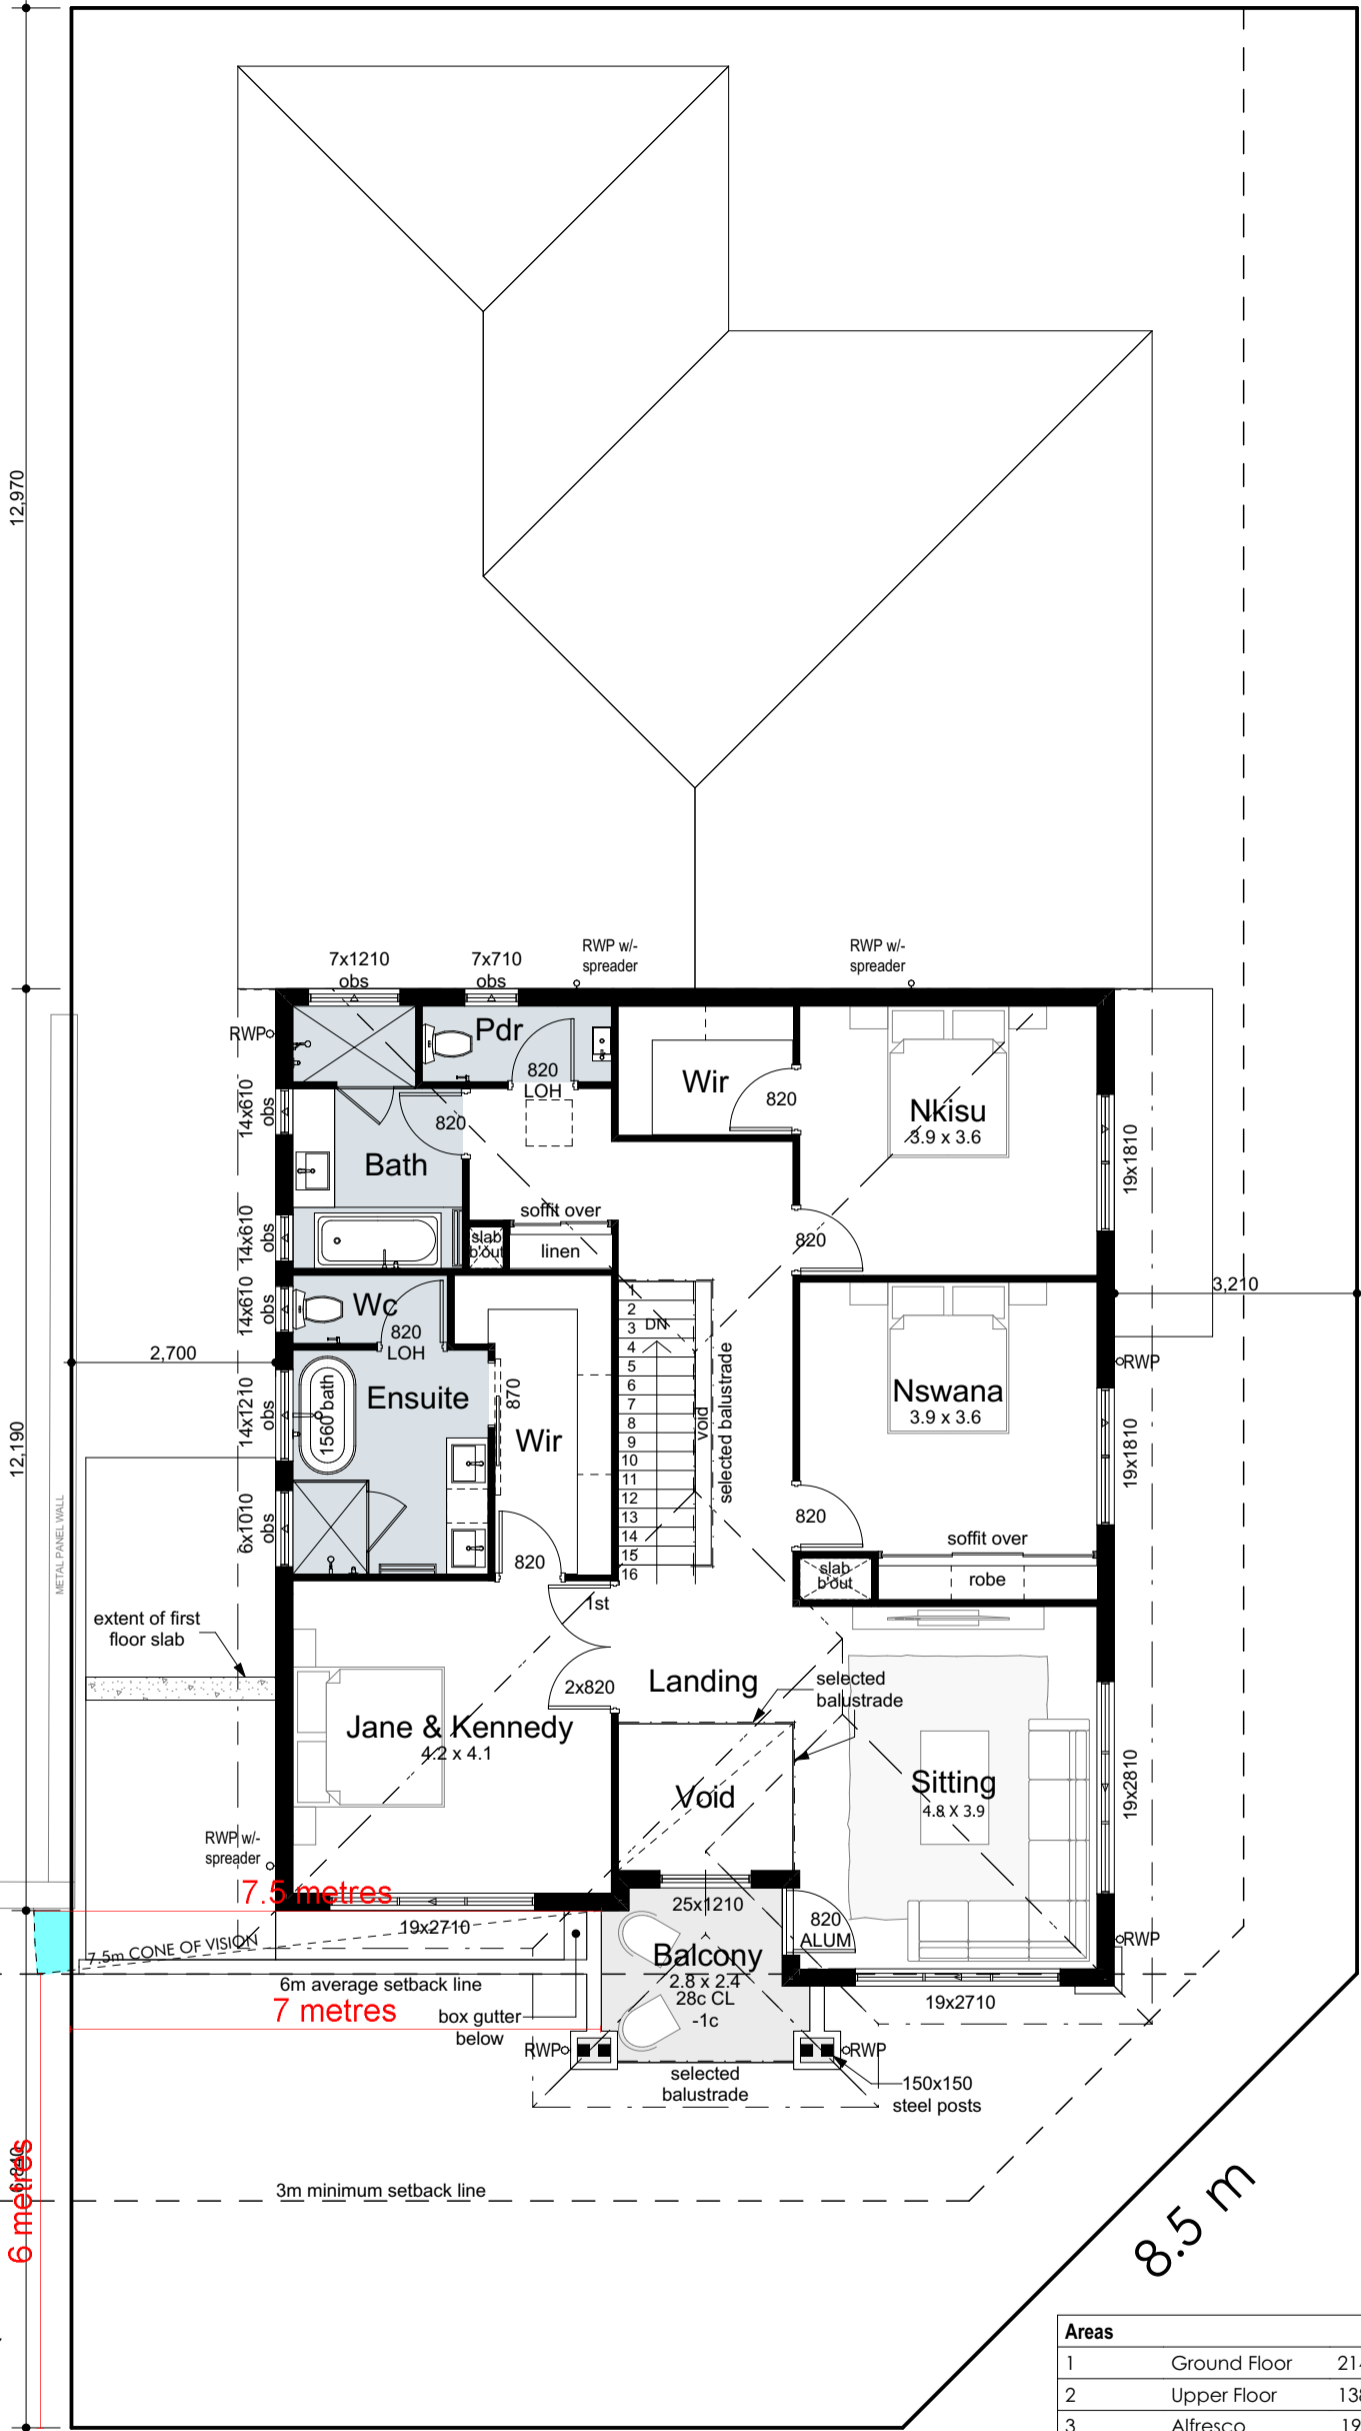 12,970
7x1210
obs
7x710
obs
RWP w/-
spreader
RWP w/-
spreader
RWP
Pdr
820
LOH
Wir
820
Nkisu
3.9 x 3.6
14x610
obs
820
Bath
19x1810
14x610
obs
soffit over
slab
b'out
linen
820
14x610
obs
Wc
820
LOH
1
2
3
DN
4
5
6
7
8
9
10
11
12
13
14
15
16
void
selected balustrade
3,210
2,700
RWP
14x1210
obs
1560 bath
Ensuite
870
Wir
Nswana
3.9 x 3.6
19x1810
12,190
METAL PANEL WALL
6x1010
obs
820
820
soffit over
slab
b'out
robe
1st
extent of first
floor slab
2x820
Landing
selected
balustrade
Jane & Kennedy
4.2 x 4.1
Void
Sitting
4.8 X 3.9
19x2810
RWP w/-
spreader
7.5 metres
19x2710
25x1210
820
ALUM
RWP
7.5m CONE OF VISION
Balcony
2.8 x 2.4
28c CL
-1c
6m average setback line
7 metres
box gutter
below
19x2710
RWP
RWP
selected
balustrade
150x150
steel posts
6,840
6 metres
3m minimum setback line
8.5 m
Areas
1 Ground Floor
2 Upper Floor
3 Alfresco